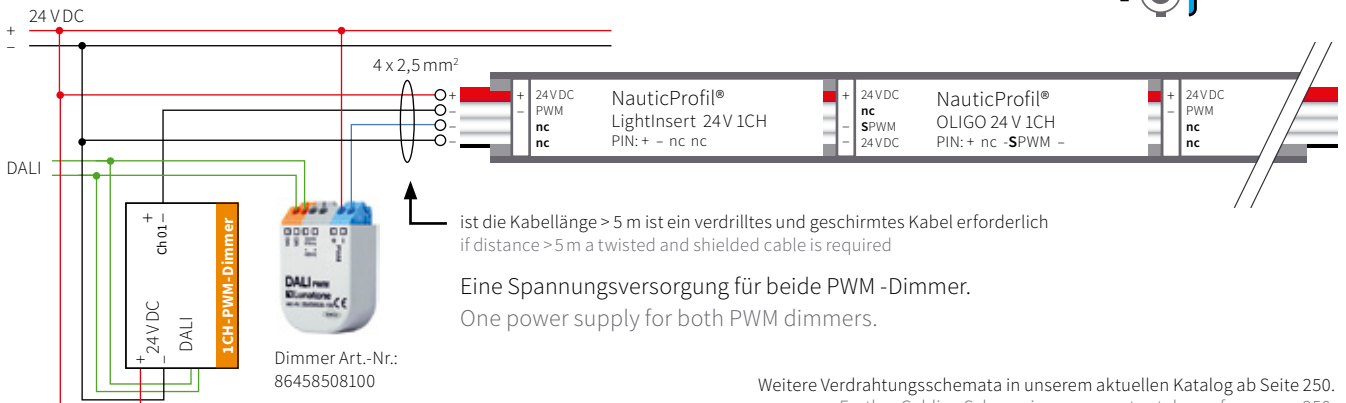 24 V DC
+
–
4 x 2,5 mm²
+
–
–
–
+ 24 V DC
– PWM
nc
nc
NauticProfil®
LightInsert 24 V 1CH
PIN: + – nc nc
+ 24 V DC
nc
– SPWM
– 24 V DC
NauticProfil®
OLIGO 24 V 1CH
PIN: + nc -SPWM –
+ 24 V DC
– PWM
nc
nc
DALI
+
Ch 01 –
1CH-PWM-Dimmer
+ 24 V DC –
DALI
DALI PWM
Lunatone
CE
Dimmer Art.-Nr.:
86458508100
ist die Kabellänge > 5 m ist ein verdrilltes und geschirmtes Kabel erforderlich
if distance > 5 m a twisted and shielded cable is required
Eine Spannungsversorgung für beide PWM -Dimmer.
One power supply for both PWM dimmers.
Weitere Verdrahtungsschemata in unserem aktuellen Katalog ab Seite 250.